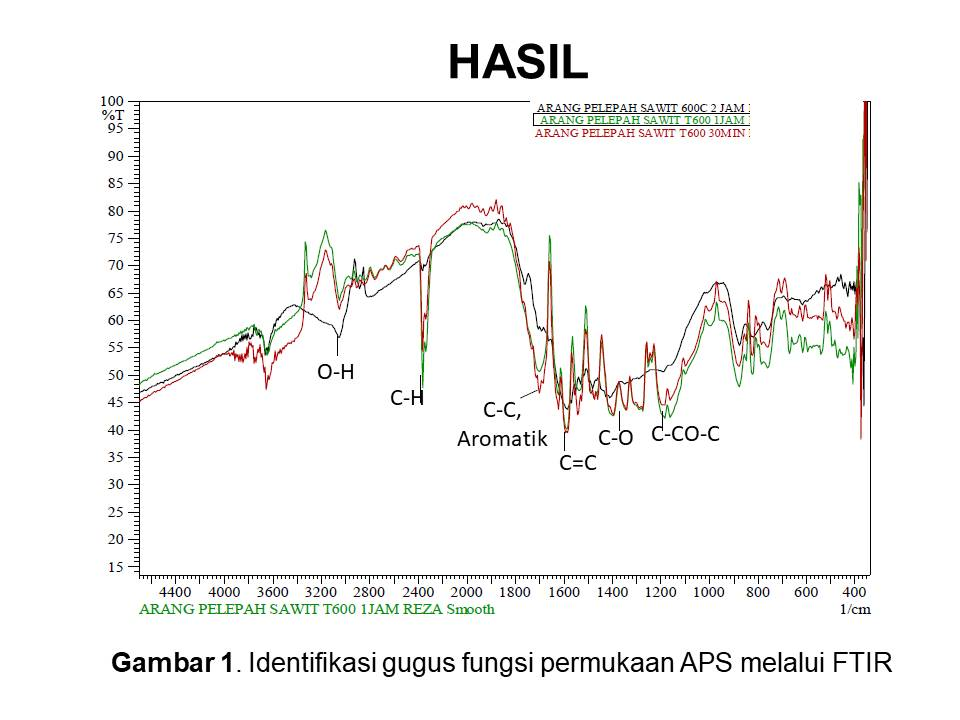 HASIL
100
%T
95
90
85
80
75
70
65
60
55
50
45
40
35
30
25
20
15
ARANG PELEPAH SAWIT 600C 2 JAM
ARANG PELEPAH SAWIT T600 1JAM
ARANG PELEPAH SAWIT T600 30MIN
O-H
C-H
C-C,
Aromatik
C=C
C-O
C-CO-C
4400 4000 3600 3200 2800 2400 2000 1800 1600 1400 1200 1000 800 600 400
ARANG PELEPAH SAWIT T600 1JAM REZA Smooth
1/cm
Gambar 1. Identifikasi gugus fungsi permukaan APS melalui FTIR